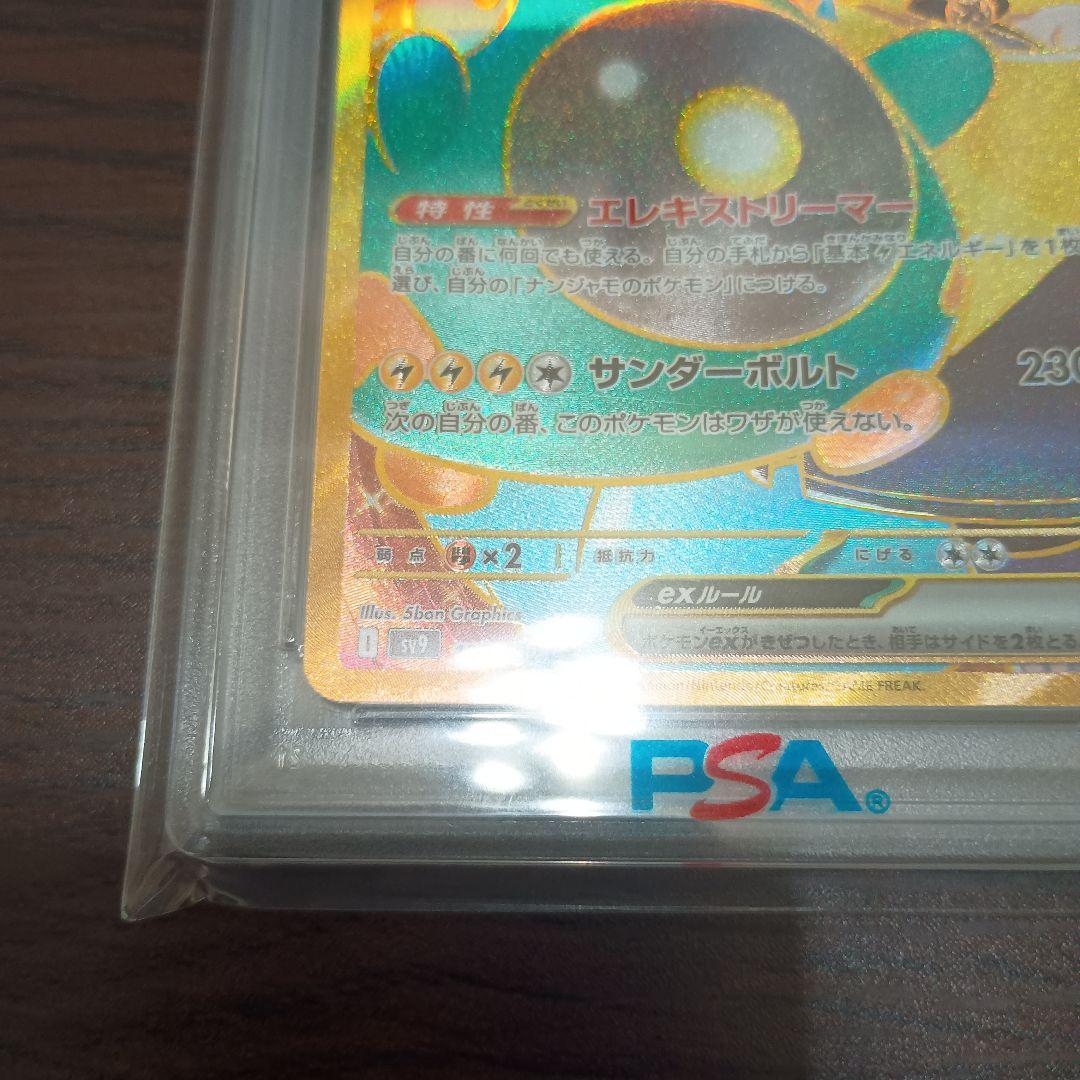 特性 とくせい エレキストリーマー
自分の番に何回でも使える。自分の手札から「基本 エネルギー」を1枚
選び、自分の「ナンジャモのポケモン」につける。
サンダーボルト 230
次の自分の番、このポケモンはワザが使えない。
弱点 ×2 抵抗力 にげる
exルール
ポケモンexがきぜつしたとき、相手はサイドを2枚とる
Illus. 5ban Graphics
I sv9
FREAK.
PSA®